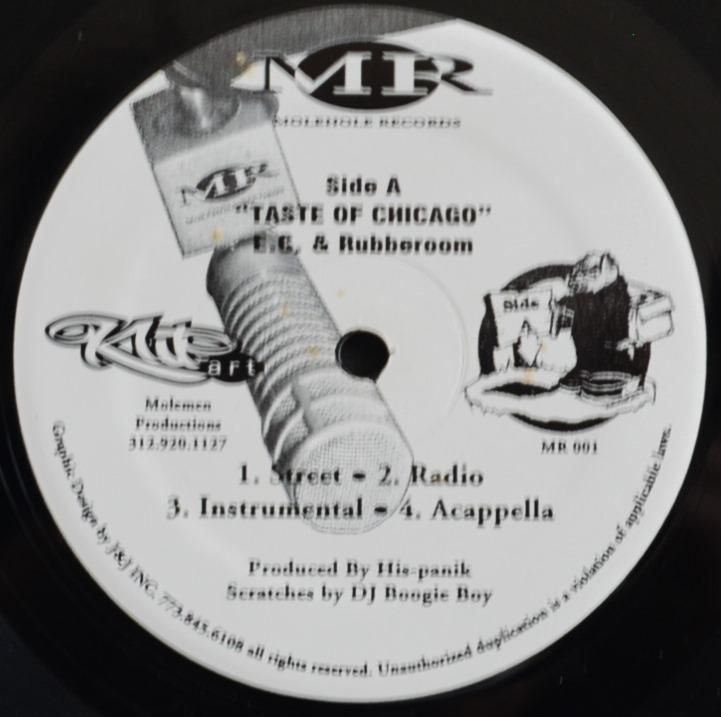 MR
MOLEHOLE RECORDS
MR
Side A
"TASTE OF CHICAGO"
E.C. & Rubberoom
Side
art
Molemen
Productions
312.920.1127
MR 001
1. Street - 2. Radio
3. Instrumental - 4. Acappella
Produced By His-panik
Scratches by DJ Boogie Boy
Graphic Design by J&J INC. 773.845.6108 all rights reserved. Unauthorized duplication is a violation of applicable laws.